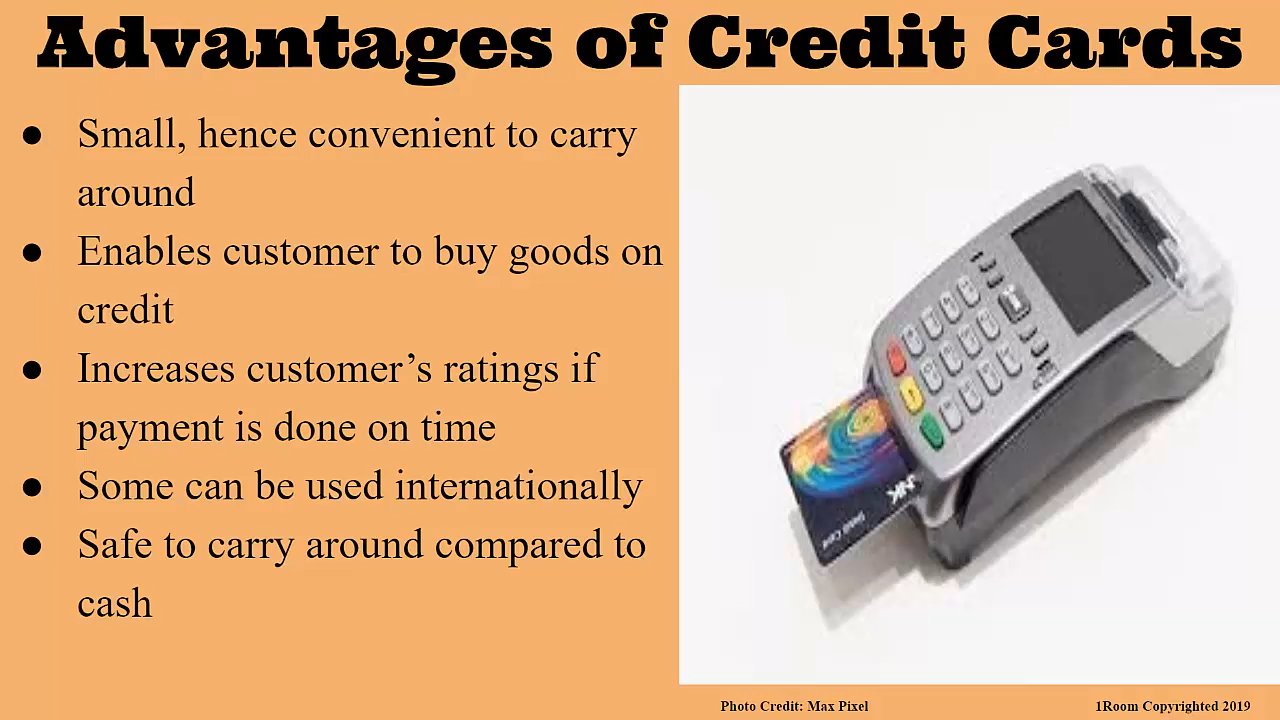 Advantages of Credit Cards
● Small, hence convenient to carry
around
● Enables customer to buy goods on
credit
● Increases customer’s ratings if
payment is done on time
● Some can be used internationally
● Safe to carry around compared to
cash
Photo Credit: Max Pixel
1Room Copyrighted 2019